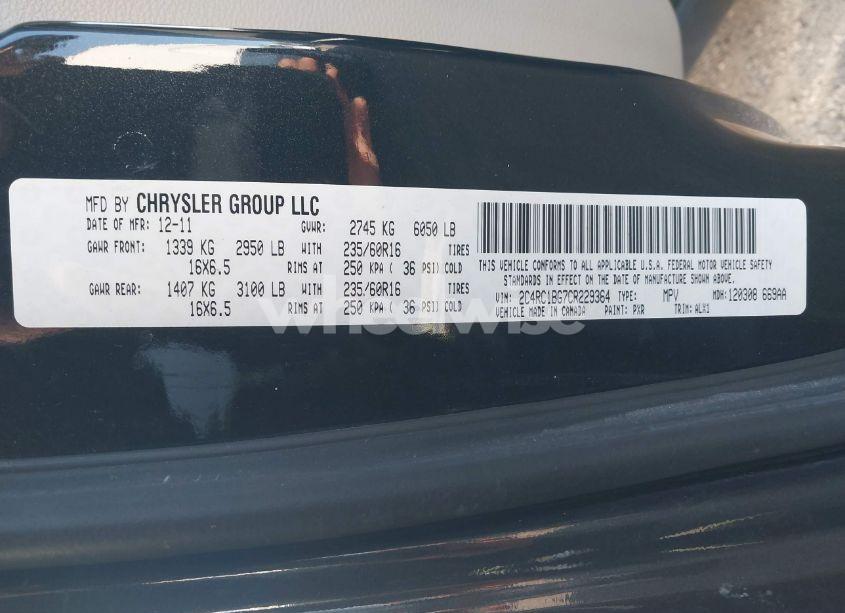 MFD BY CHRYSLER GROUP LLC
DATE OF MFR: 12-11 GVWR: 2745 KG 6050 LB
GAWR FRONT: 1339 KG 2950 LB WITH 235/60R16 TIRES
16X6.5 RIMS AT 250 KPA ( 36 PSI) COLD
GAWR REAR: 1407 KG 3100 LB WITH 235/60R16 TIRES
16X6.5 RIMS AT 250 KPA ( 36 PSI) COLD
THIS VEHICLE CONFORMS TO ALL APPLICABLE U.S.A. FEDERAL MOTOR VEHICLE SAFETY
STANDARDS IN EFFECT ON THE DATE OF MANUFACTURE SHOWN ABOVE.
VIN: 2C4RC1BG7CR229364 TYPE: MPV MDH: 120308 669AA
VEHICLE MADE IN CANADA PAINT: PXR TRIM: ALX1
wheelwise